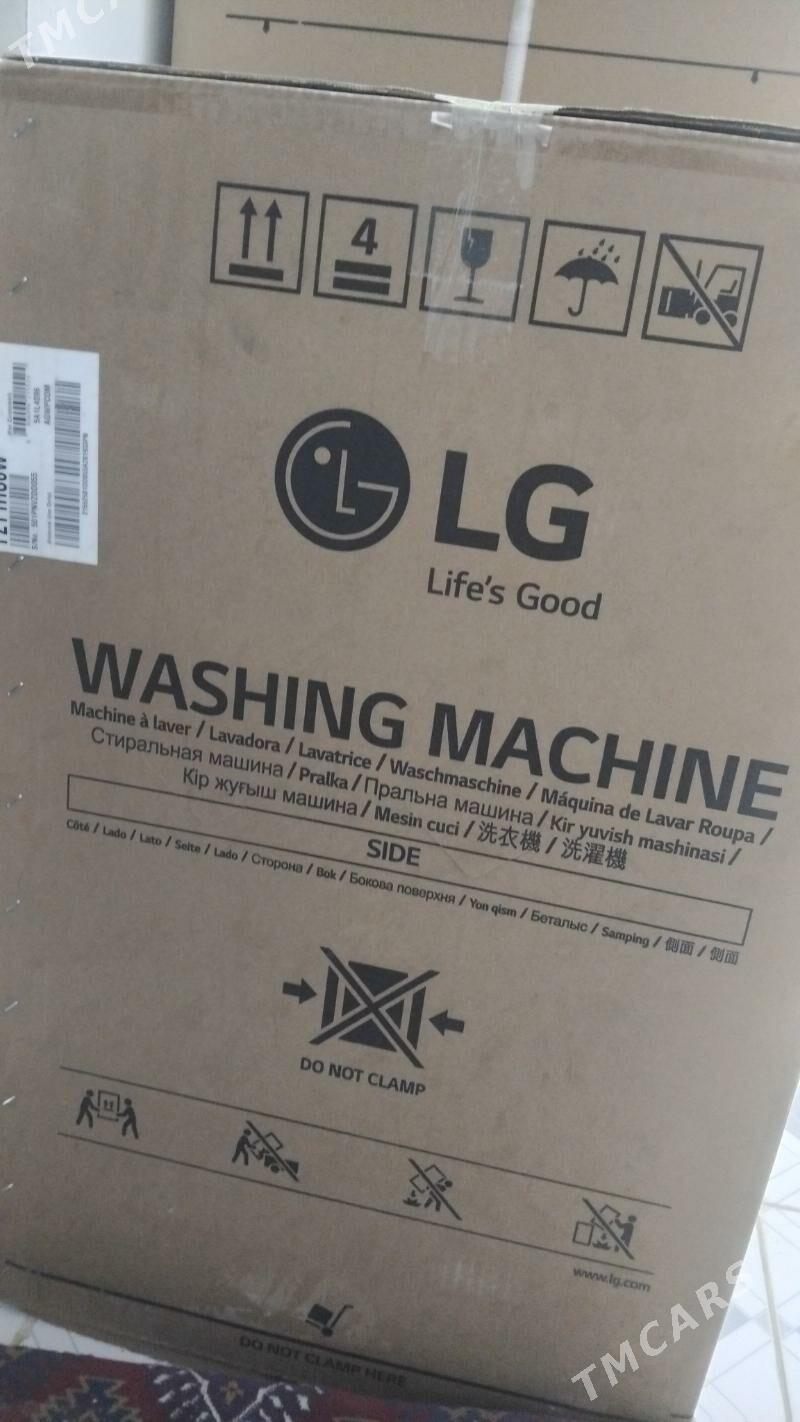 TMCA
4
LG
Life's Good
WASHING MACHINE
Machine à laver / Lavadora / Lavatrice / Waschmaschine / Máquina de Lavar Roupa /
Стиральная машина / Pralka / Пральна машина / Kir yuvish mashinasi /
Кір жуғыш машина / Mesin cuci / 洗衣機 / 洗濯機
SIDE
Côté / Lado / Lato / Seite / Lado / Сторона / Bok / Бокова поверхня / Yon qism / Беталыс / Samping / 側面 / 側面
DO NOT CLAMP
www.lg.com
DO NOT CLAMP HERE
TMCARS